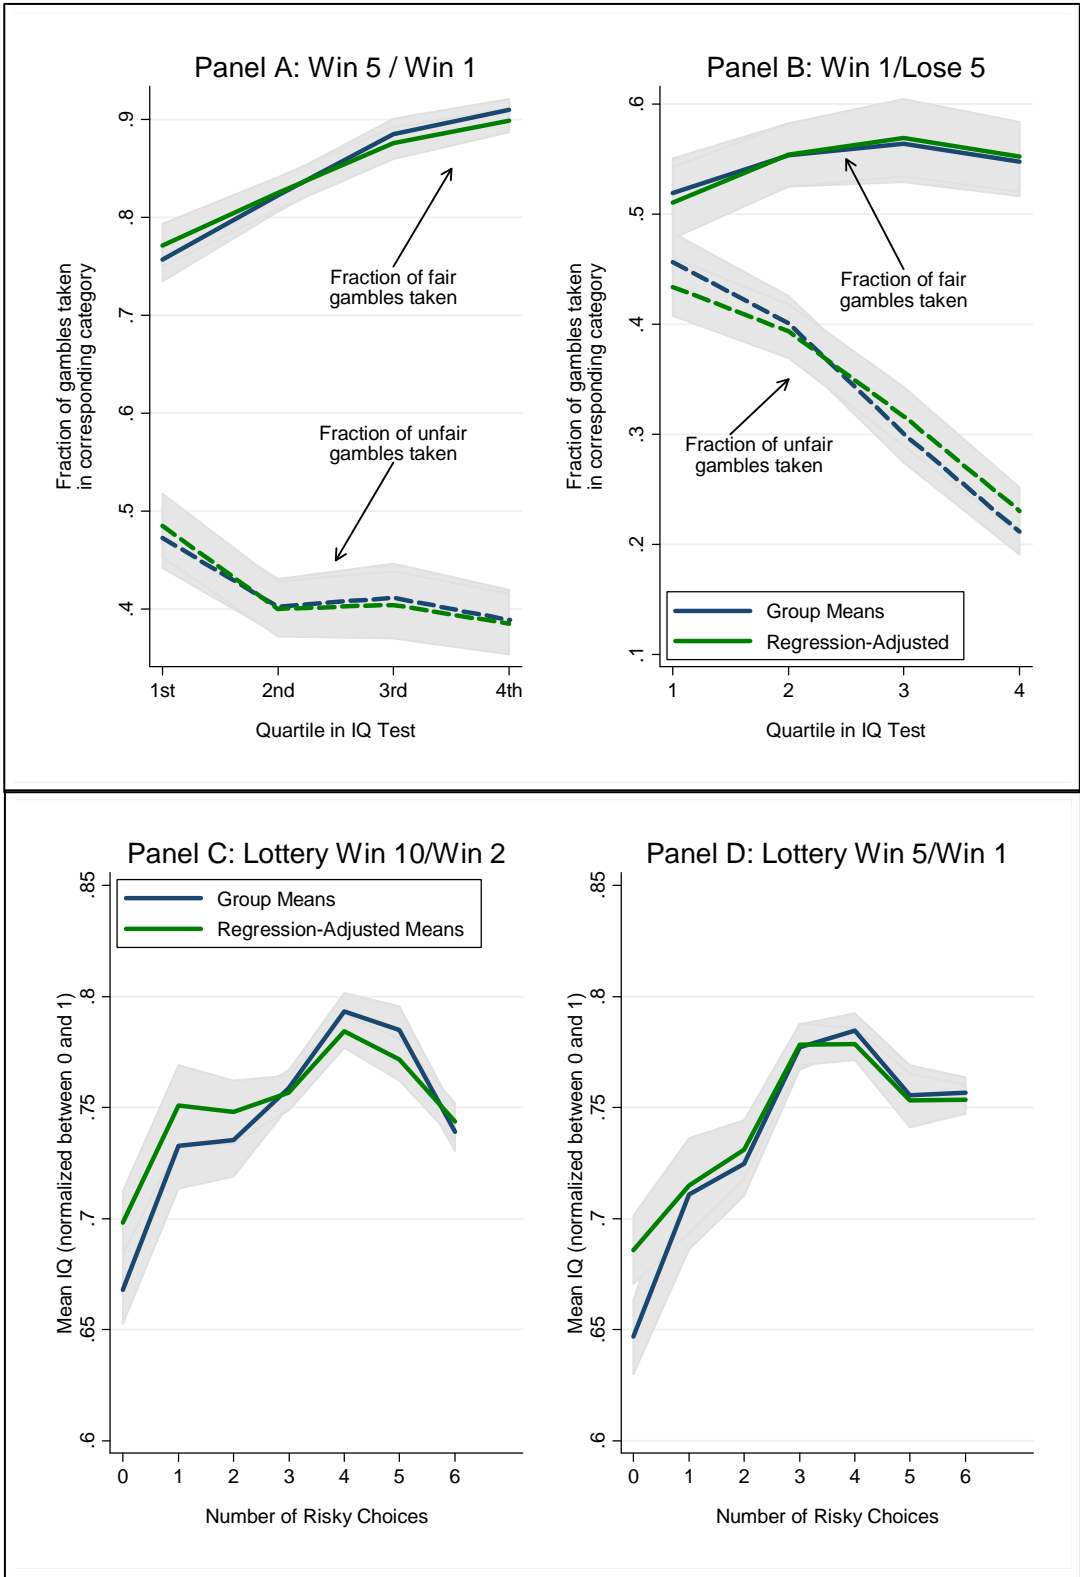 Panel A: Win 5 / Win 1
Fraction of gambles taken
in corresponding category
.9
.8
.7
.6
.5
.4
Fraction of fair
gambles taken
Fraction of unfair
gambles taken
1st
2nd
3rd
4th
Quartile in IQ Test
Panel B: Win 1/Lose 5
Fraction of gambles taken
in corresponding category
.6
.5
.4
.3
.2
.1
Fraction of fair
gambles taken
Fraction of unfair
gambles taken
Group Means
Regression-Adjusted
1
2
3
4
Quartile in IQ Test
Panel C: Lottery Win 10/Win 2
Mean IQ (normalized between 0 and 1)
.85
.8
.75
.7
.65
.6
Group Means
Regression-Adjusted Means
0
1
2
3
4
5
6
Number of Risky Choices
Panel D: Lottery Win 5/Win 1
Mean IQ (normalized between 0 and 1)
.85
.8
.75
.7
.65
.6
0
1
2
3
4
5
6
Number of Risky Choices